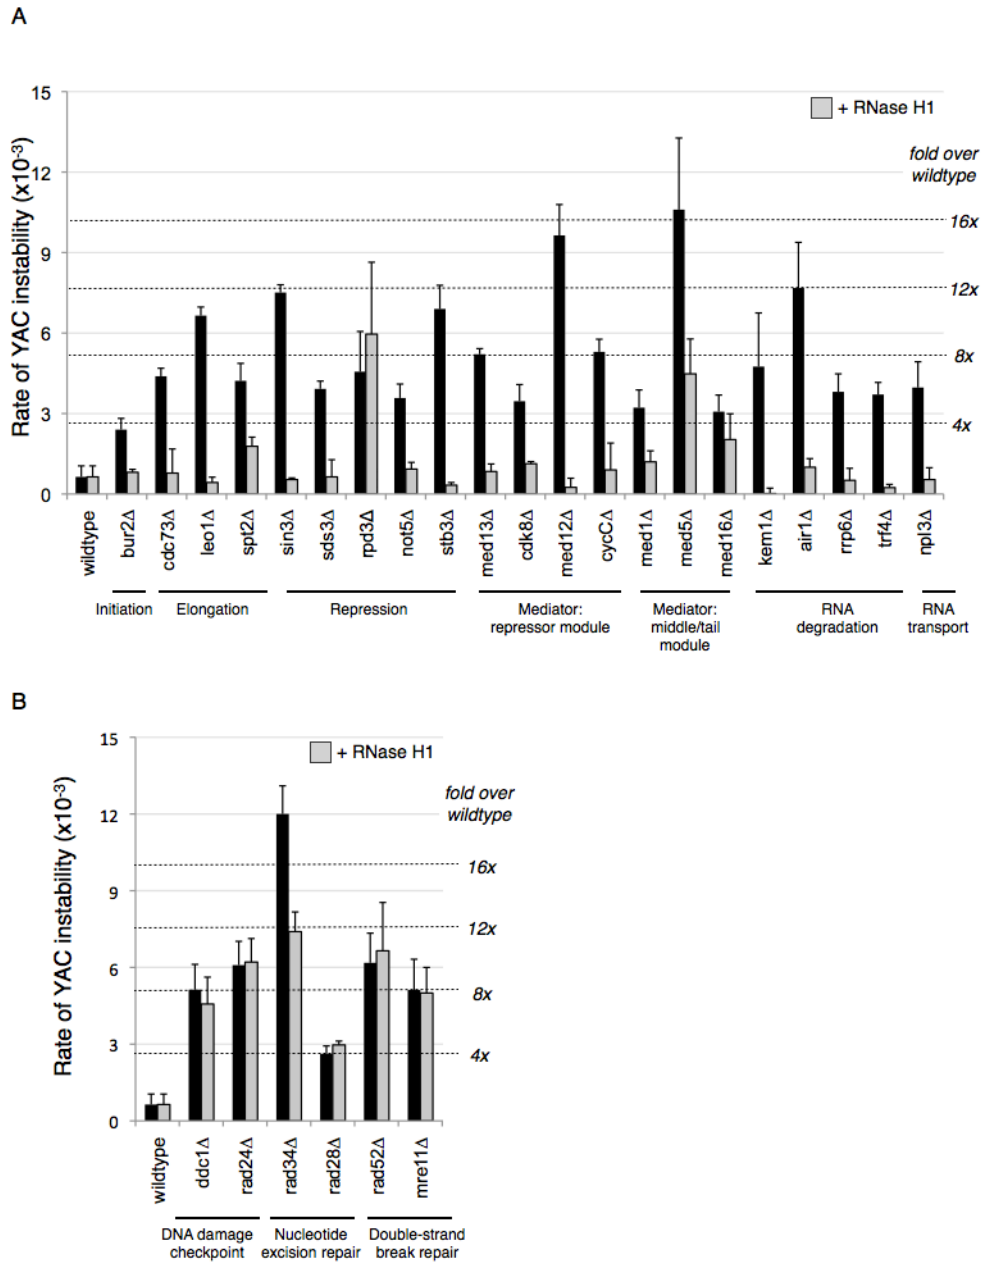 A
Rate of YAC instability (x10-3)
15
12
9
6
3
0
+ RNase H1
fold over
wildtype
16x
12x
8x
4x
wildtype
bur2Δ
cdc73Δ
leo1Δ
spt2Δ
sin3Δ
sds3Δ
rpd3Δ
not5Δ
stb3Δ
med13Δ
cdk8Δ
med12Δ
cycCΔ
med1Δ
med5Δ
med16Δ
kem1Δ
air1Δ
rrp6Δ
trf4Δ
npl3Δ
Initiation
Elongation
Repression
Mediator:
repressor module
Mediator:
middle/tail
module
RNA
degradation
RNA
transport
B
Rate of YAC instability (x10-3)
15
12
9
6
3
0
+ RNase H1
fold over
wildtype
16x
12x
8x
4x
wildtype
ddc1Δ
rad24Δ
rad34Δ
rad28Δ
rad52Δ
mre11Δ
DNA damage
checkpoint
Nucleotide
excision repair
Double-strand
break repair